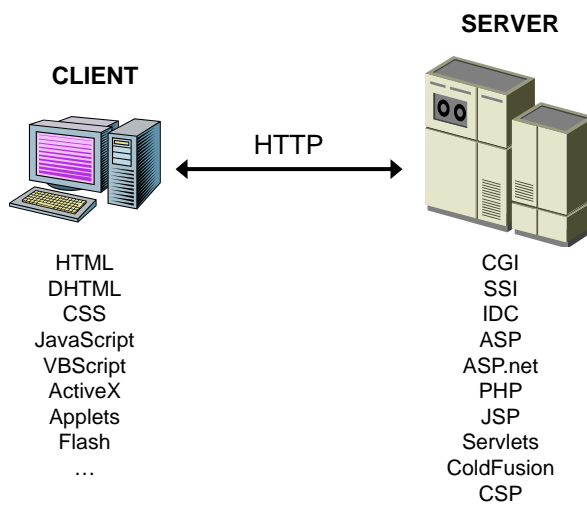 SERVER
CLIENT
HTTP
HTML
DHTML
CSS
JavaScript
VBScript
ActiveX
Applets
Flash
…
CGI
SSI
IDC
ASP
ASP.net
PHP
JSP
Servlets
ColdFusion
CSP